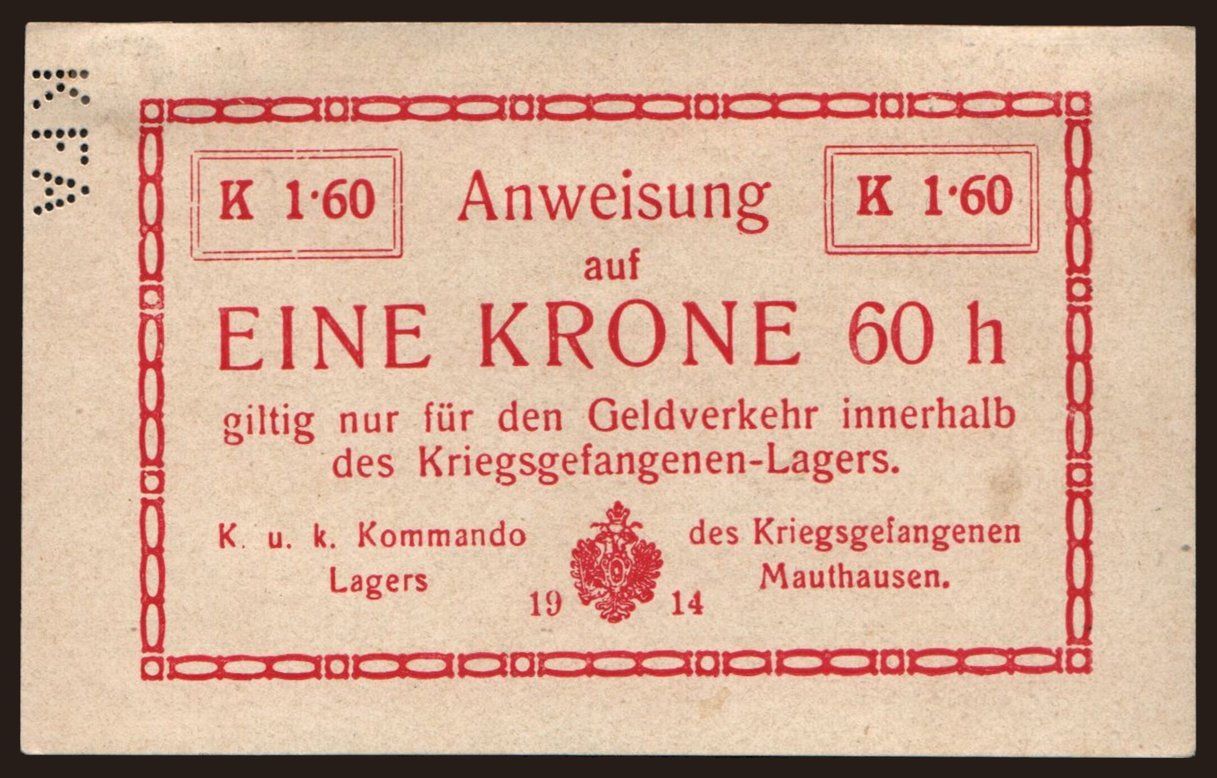 KFA
K 1·60 Anweisung K 1·60
auf
EINE KRONE 60 h
giltig nur für den Geldverkehr innerhalb
des Kriegsgefangenen-Lagers.
K. u. k. Kommando des Kriegsgefangenen
Lagers Mauthausen.
19 14